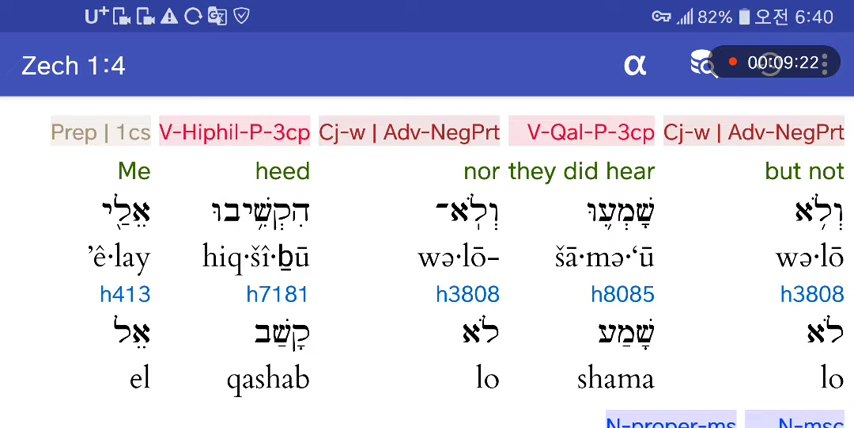 U+ 82% 오전 6:40
Zech 1:4 α 00:09:22
Prep | 1cs V-Hiphil-P-3cp Cj-w | Adv-NegPrt V-Qal-P-3cp Cj-w | Adv-NegPrt
Me heed nor they did hear but not
וְלֹ֥א שָׁמְע֛וּ וְלֹֽא־ הִקְשִׁ֥יבוּ אֵלַ֖י
’ê·lay hiq·šî·ḇū wə·lō- šā·mə·‘ū wə·lō
h413 h7181 h3808 h8085 h3808
לֹא שָׁמַע לֹא קָשַׁב אֵל
el qashab lo shama lo
N-proper-ms N-msc